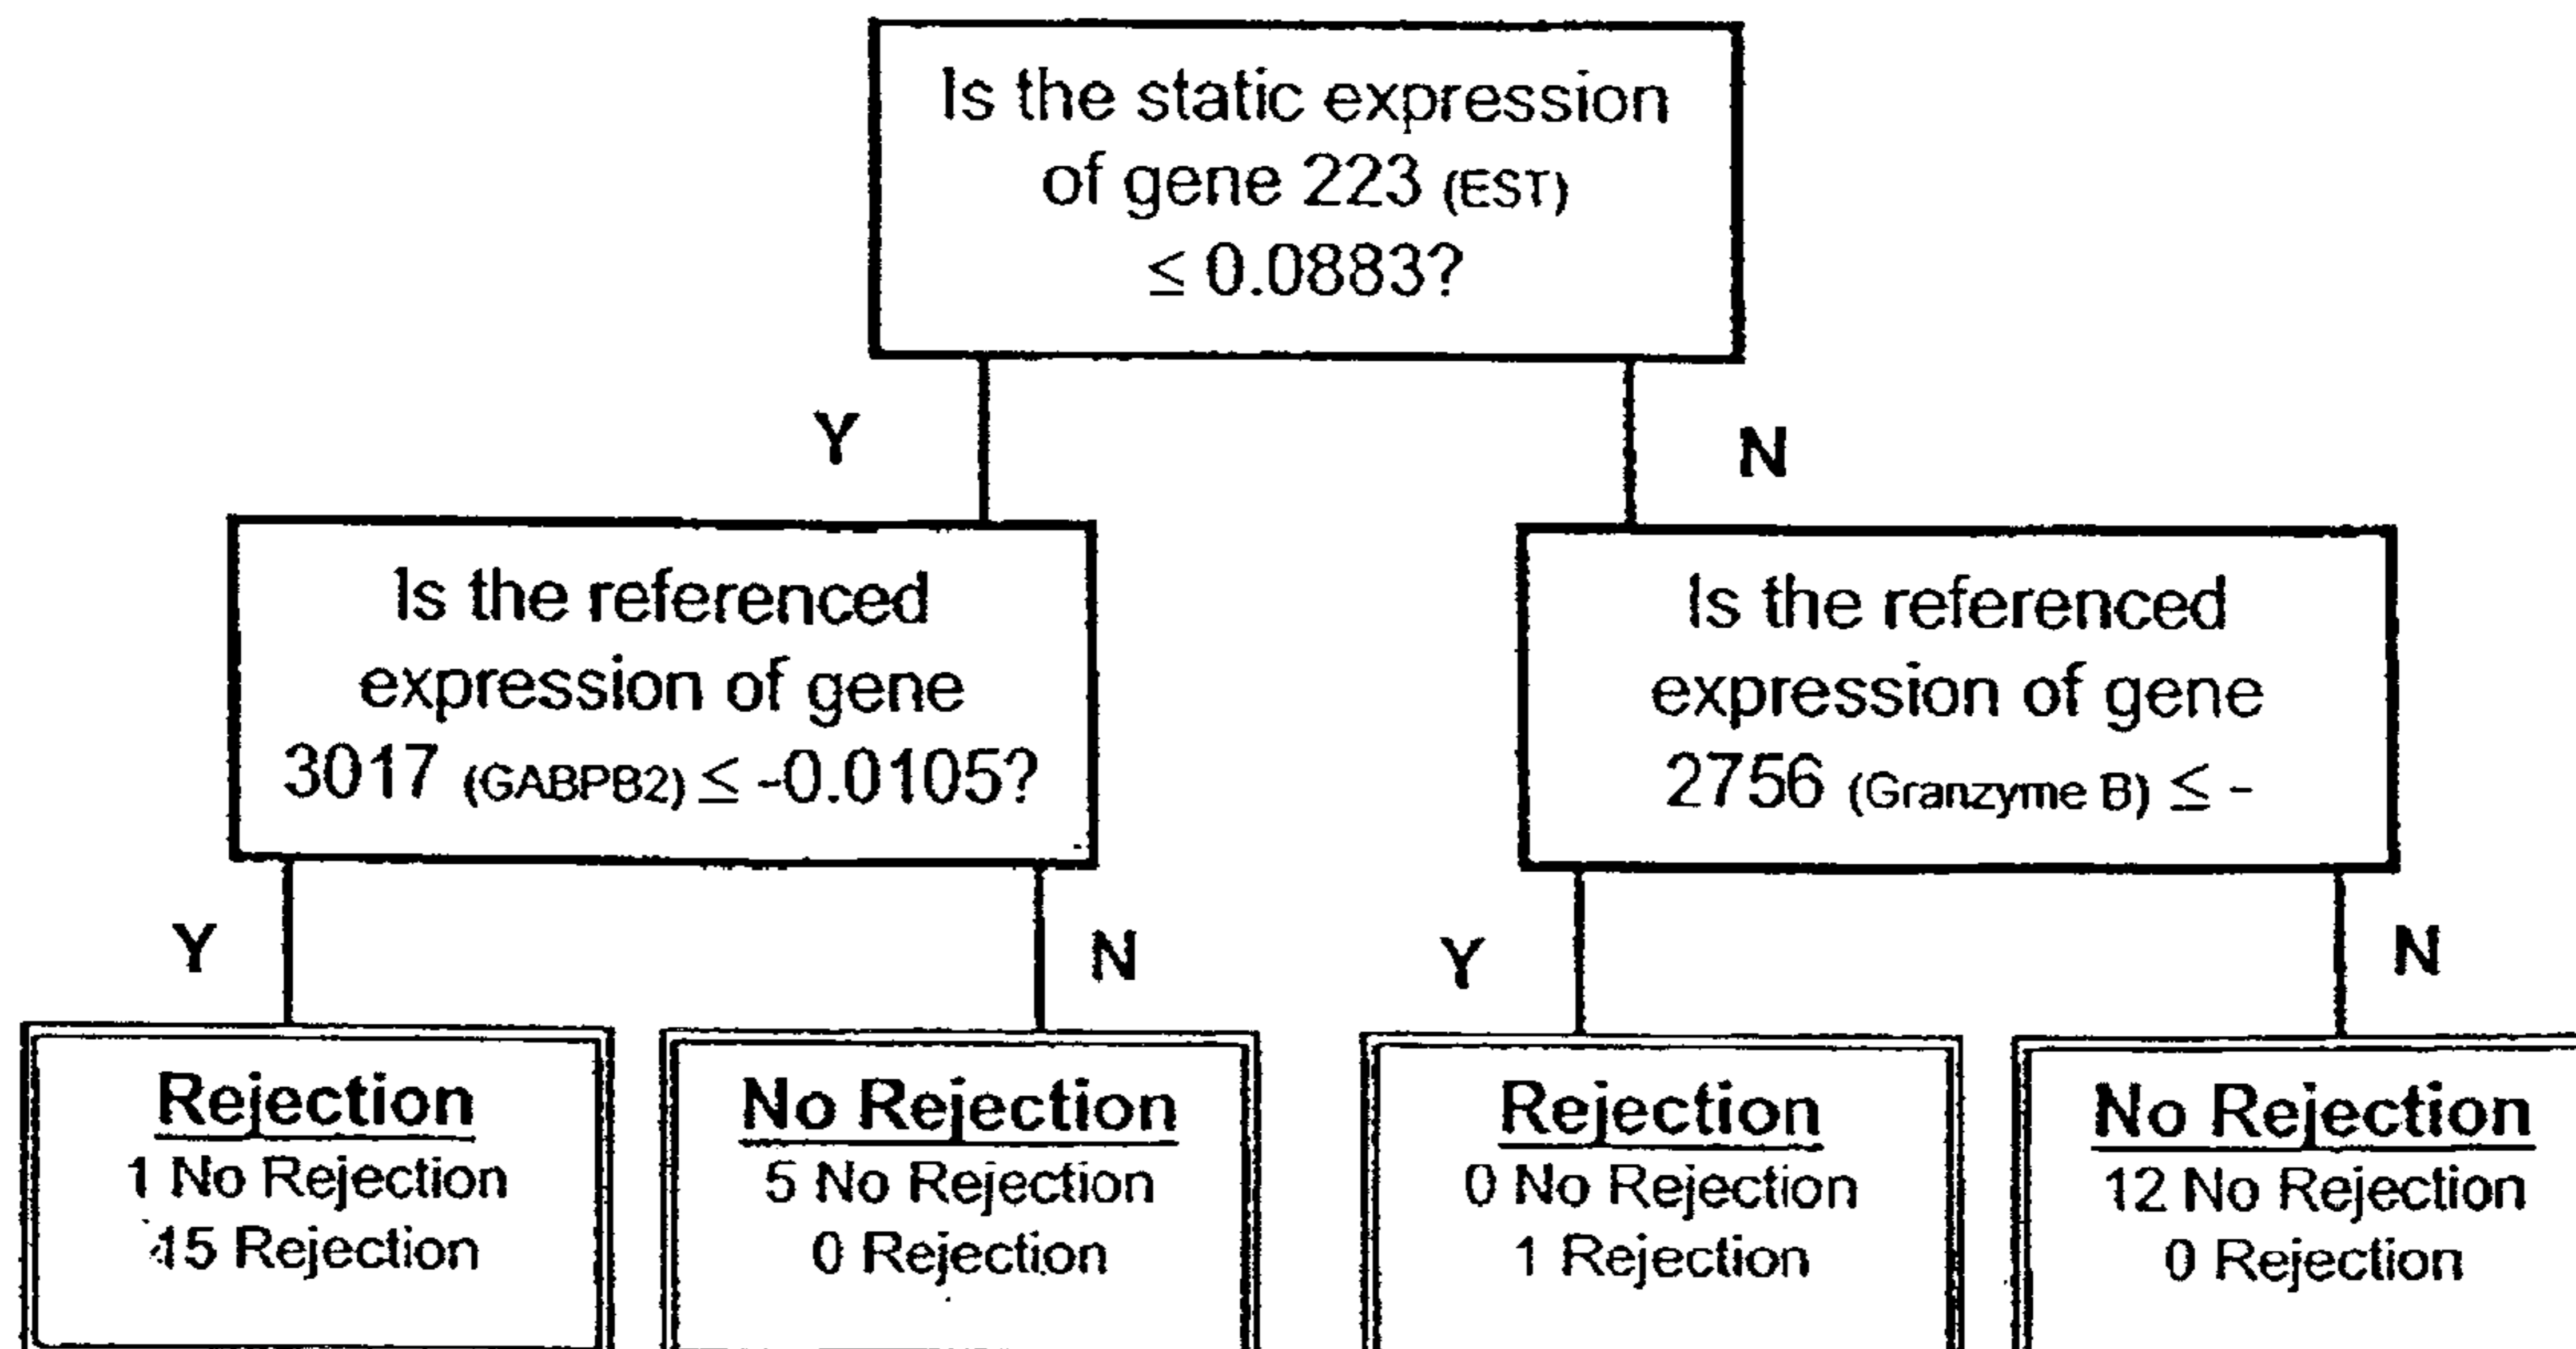 Is the static expression
of gene 223 (EST)
≤ 0.0883?
Y
N
Is the referenced
expression of gene
3017 (GABPB2) ≤ -0.0105?
Is the referenced
expression of gene
2756 (Granzyme B) ≤ -
Y
N
Y
N
Rejection
1 No Rejection
15 Rejection
No Rejection
5 No Rejection
0 Rejection
Rejection
0 No Rejection
1 Rejection
No Rejection
12 No Rejection
0 Rejection